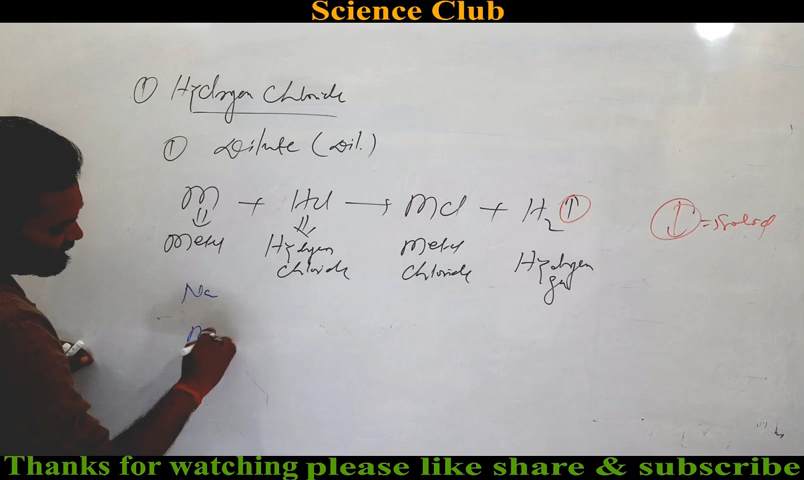 Science Club
① Hydrogen Chloride
① Dilute (Dil.)
M + HCl → MCl + H₂ ↑
Metal Hydrogen Chloride Metal Chloride Hydrogen gas
↓ =
Na
Thanks for watching please like share & subscribe